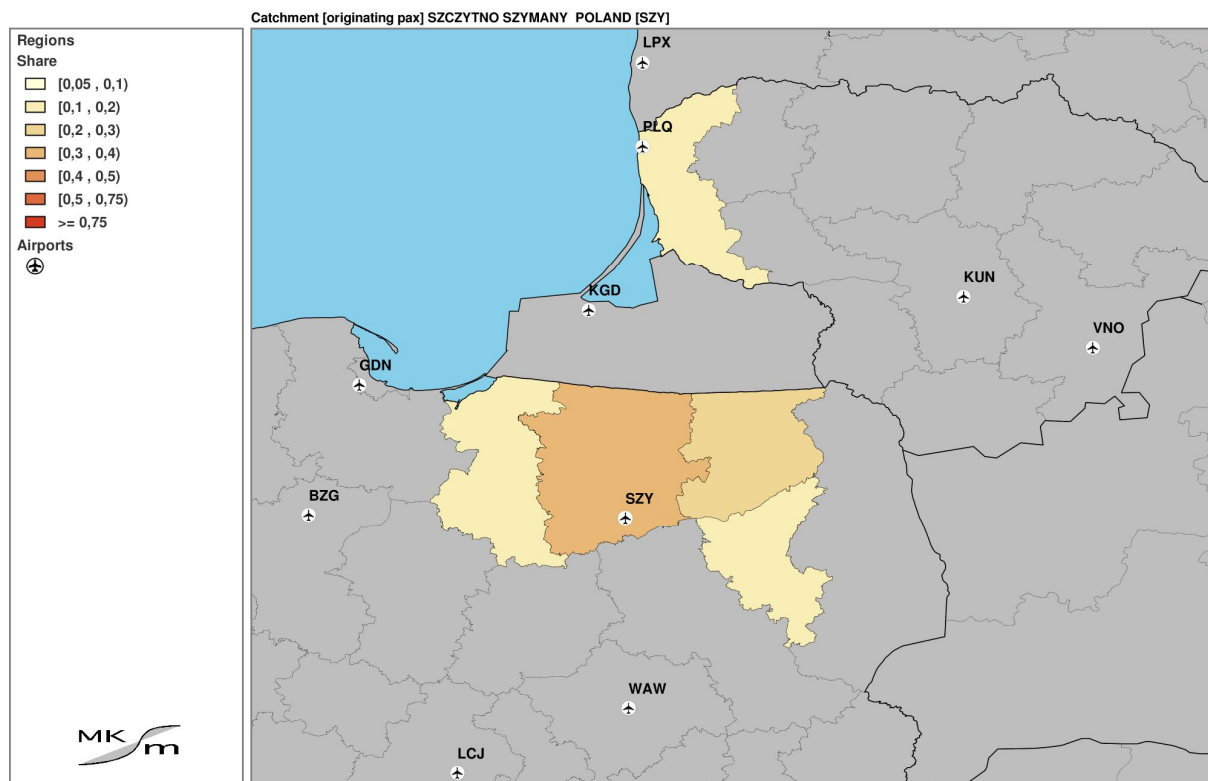 Catchment [originating pax] SZCZYTNO SZYMANY POLAND [SZY]
Regions
Share
[0,05 , 0,1)
[0,1 , 0,2)
[0,2 , 0,3)
[0,3 , 0,4)
[0,4 , 0,5)
[0,5 , 0,75)
>= 0,75
Airports
MK
m
LPX
PLQ
KGD
KUN
VNO
GDN
BZG
SZY
WAW
LCJ